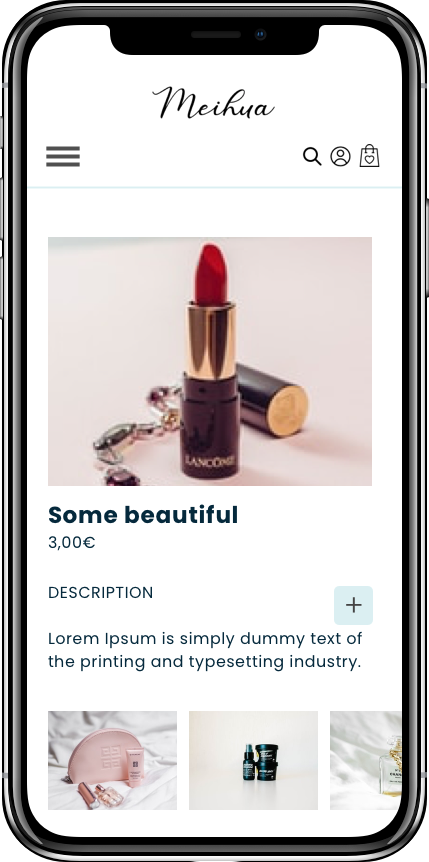 Meihua
LANCÔME
Some beautiful
3,00€
DESCRIPTION
Lorem Ipsum is simply dummy text of
the printing and typesetting industry.